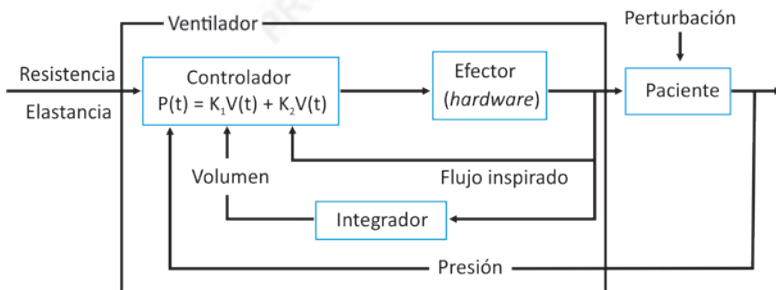 Ventilador
Perturbación
Resistencia
Elastancia
Controlador
P(t) = K₁V(t) + K₂V(t)
Efector
(hardware)
Paciente
Volumen
Flujo inspirado
Integrador
Presión